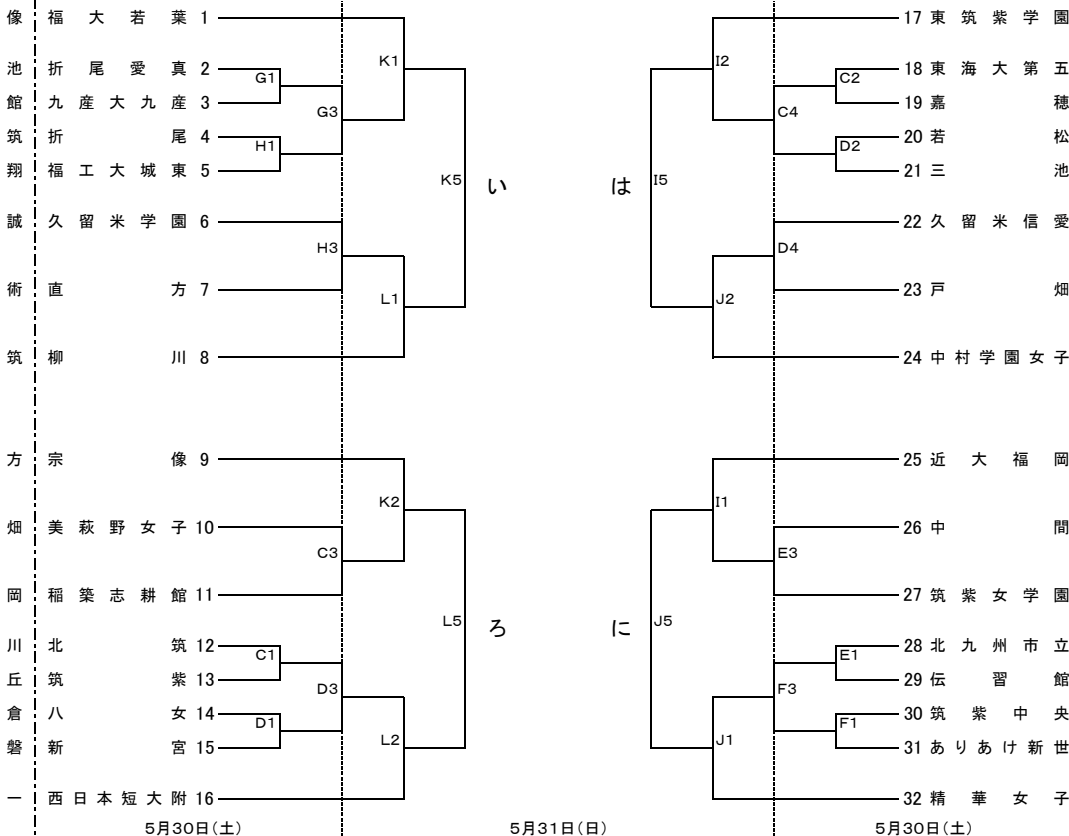 像 福大若葉 1 17 東筑紫学園
K1 I2
池 折尾愛真 2 18 東海大第五
G1 C2
館 九産大九産 3 19 嘉穂
G3 C4
筑 折尾 4 20 若松
H1 D2
翔 福工大城東 5 21 三池
K5 い は I5
誠 久留米学園 6 22 久留米信愛
H3 D4
術 直方 7 23 戸畑
L1 J2
筑 柳川 8 24 中村学園女子
方 宗像 9 25 近大福岡
K2 I1
畑 美萩野女子 10 26 中間
C3 E3
岡 稲築志耕館 11 27 筑紫女学園
L5 ろ に J5
川 北筑 12 28 北九州市立
C1 E1
丘 筑紫 13 29 伝習館
D3 F3
倉 八女 14 30 筑紫中央
D1 F1
磐 新宮 15 31 ありあけ新世
L2 J1
一 西日本短大附 16 32 精華女子
5月30日(土) 5月31日(日) 5月30日(土)